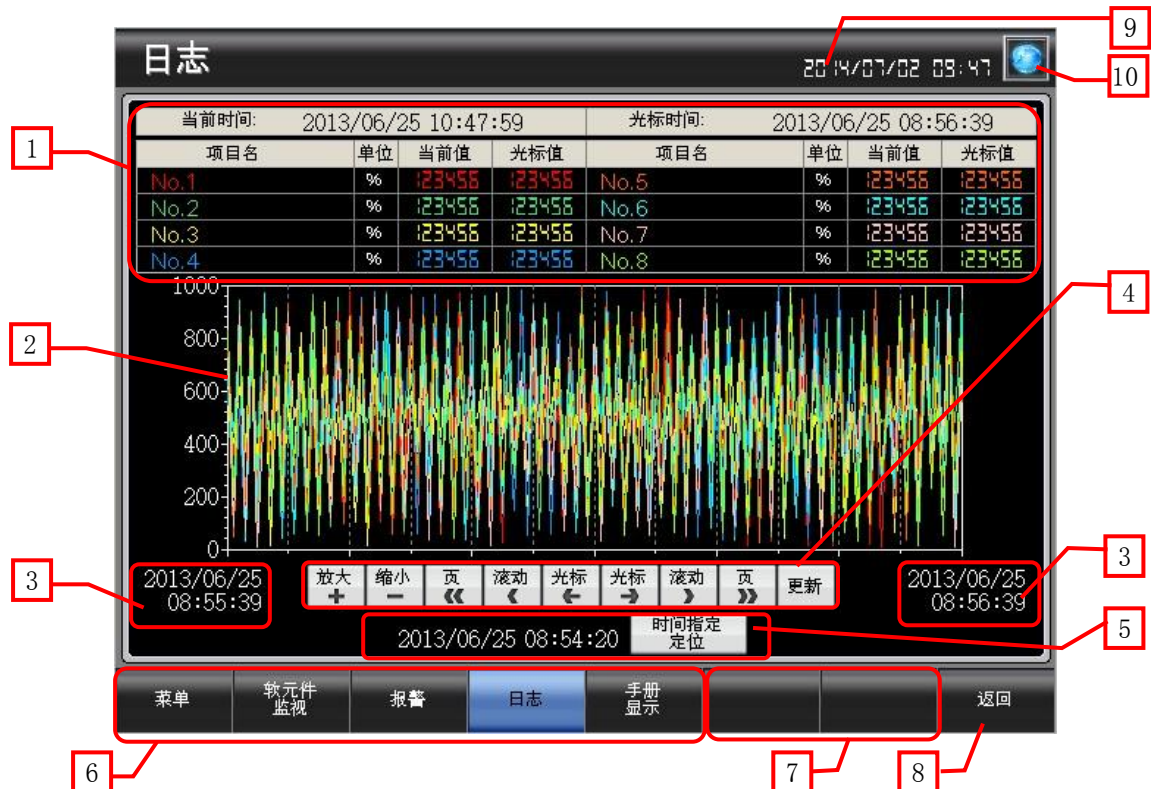 9
日志
2014/07/02 09:47
10
1
当前时间: 2013/06/25 10:47:59 光标时间: 2013/06/25 08:56:39
项目名 单位 当前值 光标值 项目名 单位 当前值 光标值
No.1 % 123456 123456 No.5 % 123456 123456
No.2 % 123456 123456 No.6 % 123456 123456
No.3 % 123456 123456 No.7 % 123456 123456
No.4 % 123456 123456 No.8 % 123456 123456
4
2
1000
800
600
400
200
0
3
2013/06/25
08:55:39
放大 缩小 页 滚动 光标 光标 滚动 页 更新
2013/06/25
08:56:39
3
2013/06/25 08:54:20
时间指定
定位
5
菜单
软元件
监视
报警
日志
手册
显示
返回
6
7
8